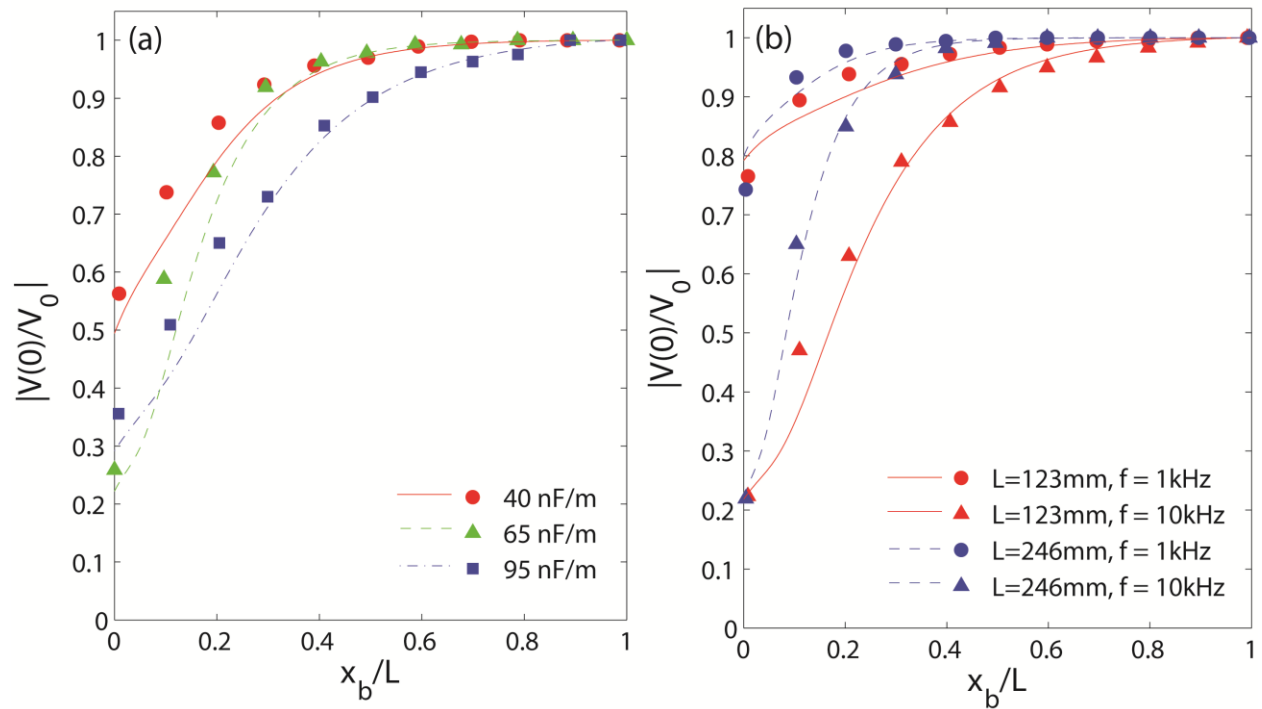 (a)
1
0.9
0.8
0.7
0.6
0.5
0.4
0.3
0.2
0.1
0
|V(0)/V0|
40 nF/m
65 nF/m
95 nF/m
0 0.2 0.4 0.6 0.8 1
xb/L
(b)
1
0.9
0.8
0.7
0.6
0.5
0.4
0.3
0.2
0.1
0
|V(0)/V0|
L=123mm, f = 1kHz
L=123mm, f = 10kHz
L=246mm, f = 1kHz
L=246mm, f = 10kHz
0 0.2 0.4 0.6 0.8 1
xb/L